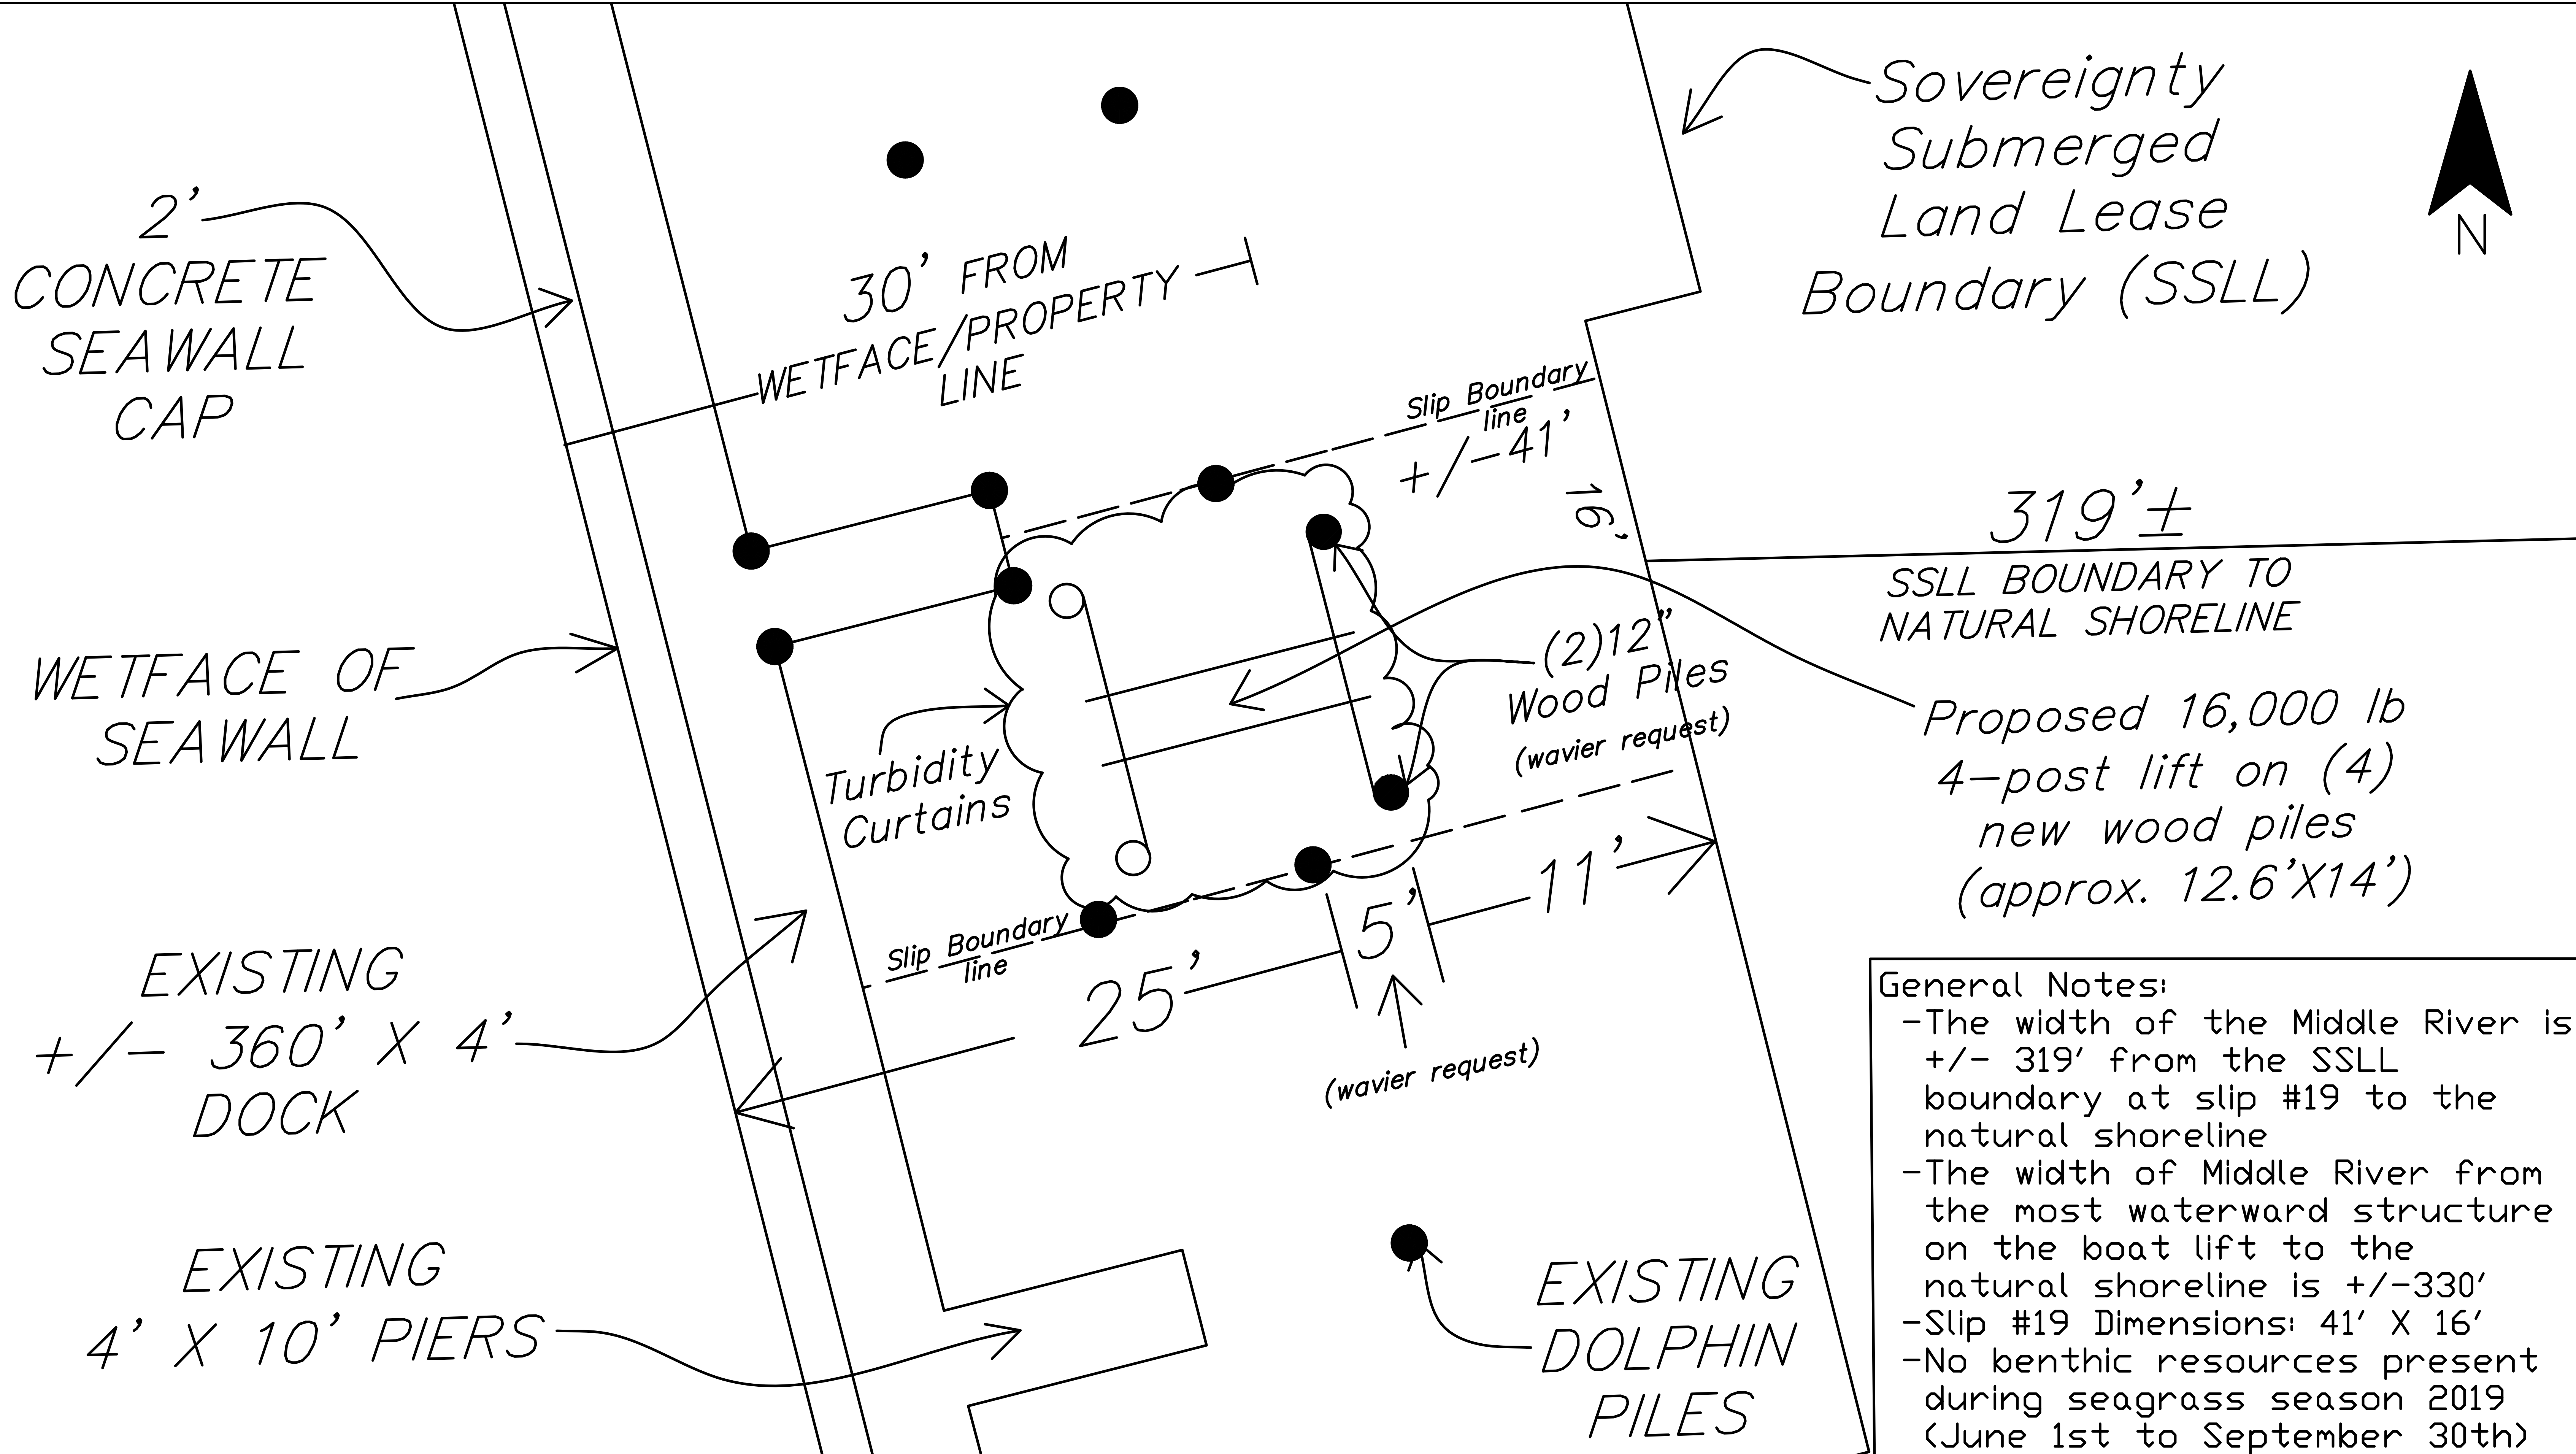 2'
CONCRETE
SEAWALL
CAP
WETFACE OF
SEAWALL
EXISTING
+/- 360' X 4'
DOCK
EXISTING
4' X 10' PIERS
30' FROM
WETFACE/PROPERTY
LINE
Slip Boundary
line
+/-41'
16'
Turbidity
Curtains
(2)12"
Wood Piles
(wavier request)
Slip Boundary
line
25'
5'
11'
(wavier request)
EXISTING
DOLPHIN
PILES
Sovereignty
Submerged
Land Lease
Boundary (SSLL)
N
319'±
SSLL BOUNDARY TO
NATURAL SHORELINE
Proposed 16,000 lb
4-post lift on (4)
new wood piles
(approx. 12.6'X14')
General Notes:
-The width of the Middle River is
+/- 319' from the SSLL
boundary at slip #19 to the
natural shoreline
-The width of Middle River from
the most waterward structure
on the boat lift to the
natural shoreline is +/-330'
-Slip #19 Dimensions: 41' X 16'
-No benthic resources present
during seagrass season 2019
(June 1st to September 30th)